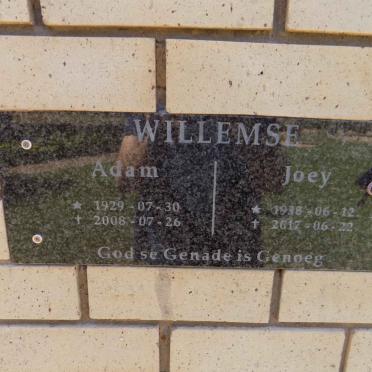 WILLEMSE
Adam Joey
★ 1929-07-30 ★ 1938-06-12
† 2008-07-26 † 2017-06-22
God se Genade is Genoeg